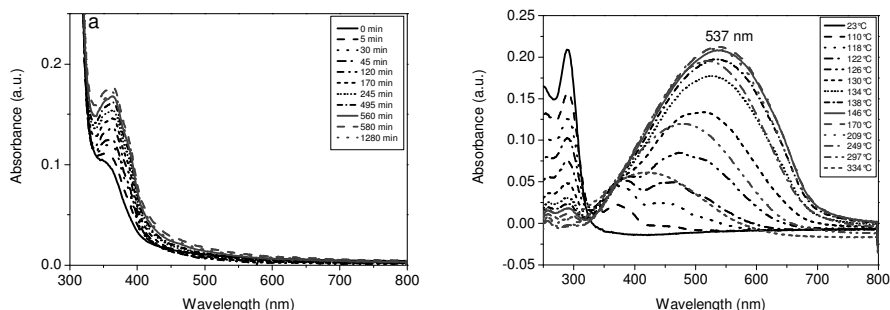 a
0 min
5 min
30 min
45 min
120 min
170 min
245 min
495 min
560 min
580 min
1280 min
Absorbance (a.u.)
0.2
0.1
0.0
300 400 500 600 700 800
Wavelength (nm)
537 nm
23°C
110°C
118°C
122°C
126°C
130°C
134°C
138°C
146°C
170°C
209°C
249°C
297°C
334°C
Absorbance (a.u.)
0.25
0.20
0.15
0.10
0.05
0.00
-0.05
300 400 500 600 700 800
Wavelength (nm)